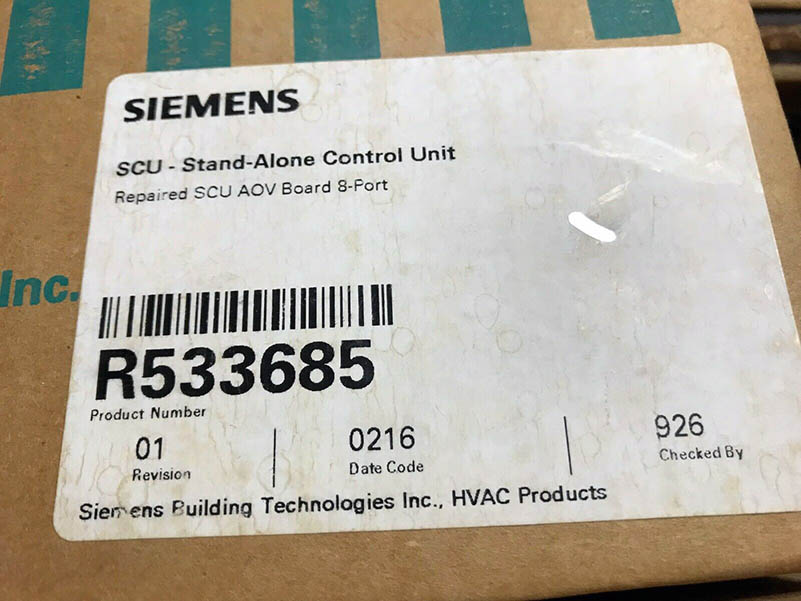 SIEMENS
SCU - Stand-Alone Control Unit
Repaired SCU AOV Board 8-Port
Inc.
R533685
Product Number
01 0216 926
Revision Date Code Checked By
Siemens Building Technologies Inc., HVAC Products